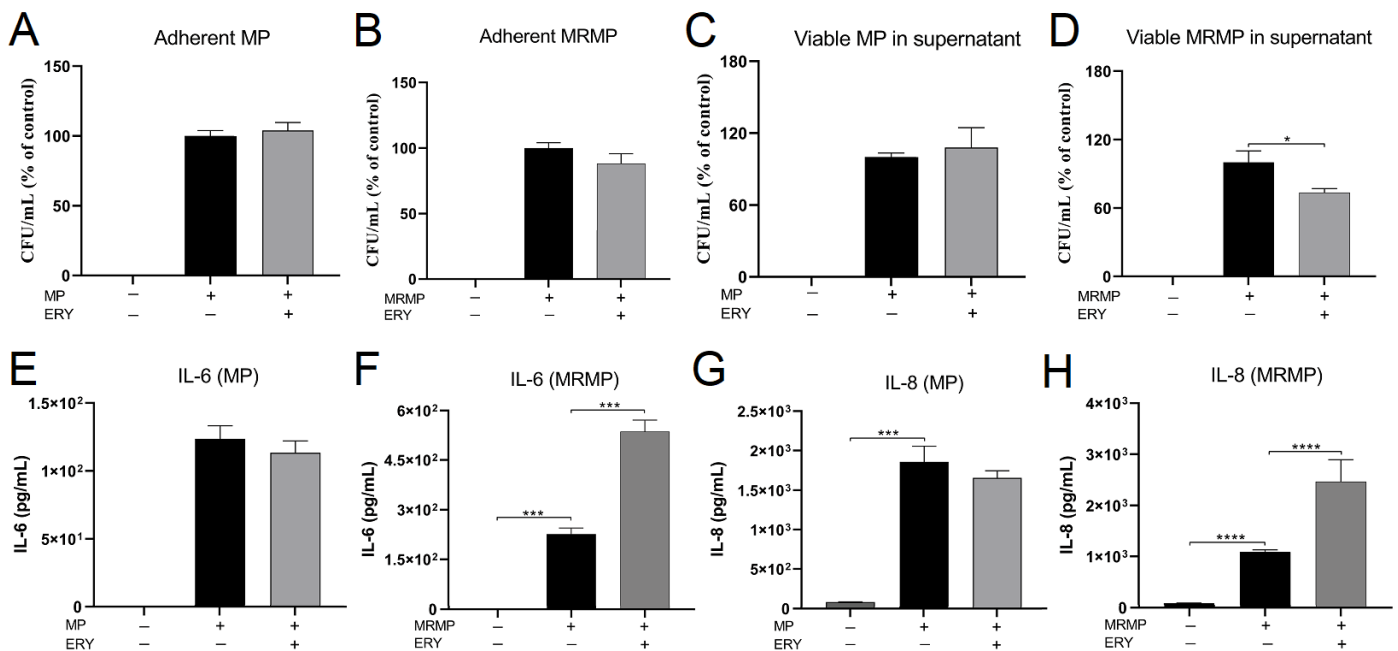 A
Adherent MP
CFU/mL (% of control)
150
100
50
0
MP – + +
ERY – – +
B
Adherent MRMP
CFU/mL (% of control)
150
100
50
0
MRMP – + +
ERY – – +
C
Viable MP in supernatant
CFU/mL (% of control)
180
120
60
0
MP – + +
ERY – – +
D
Viable MRMP in supernatant
CFU/mL (% of control)
180
120
60
0
*
MRMP – + +
ERY – – +
E
IL-6 (MP)
IL-6 (pg/mL)
1.5×10²
1×10²
5×10¹
0
MP – + +
ERY – – +
F
IL-6 (MRMP)
IL-6 (pg/mL)
6×10²
4.5×10²
3×10²
1.5×10²
0
***
***
MRMP – + +
ERY – – +
G
IL-8 (MP)
IL-8 (pg/mL)
2.5×10³
2×10³
1.5×10³
1×10³
5×10²
0
***
MP – + +
ERY – – +
H
IL-8 (MRMP)
IL-8 (pg/mL)
4×10³
3×10³
2×10³
1×10³
0
****
****
MRMP – + +
ERY – – +